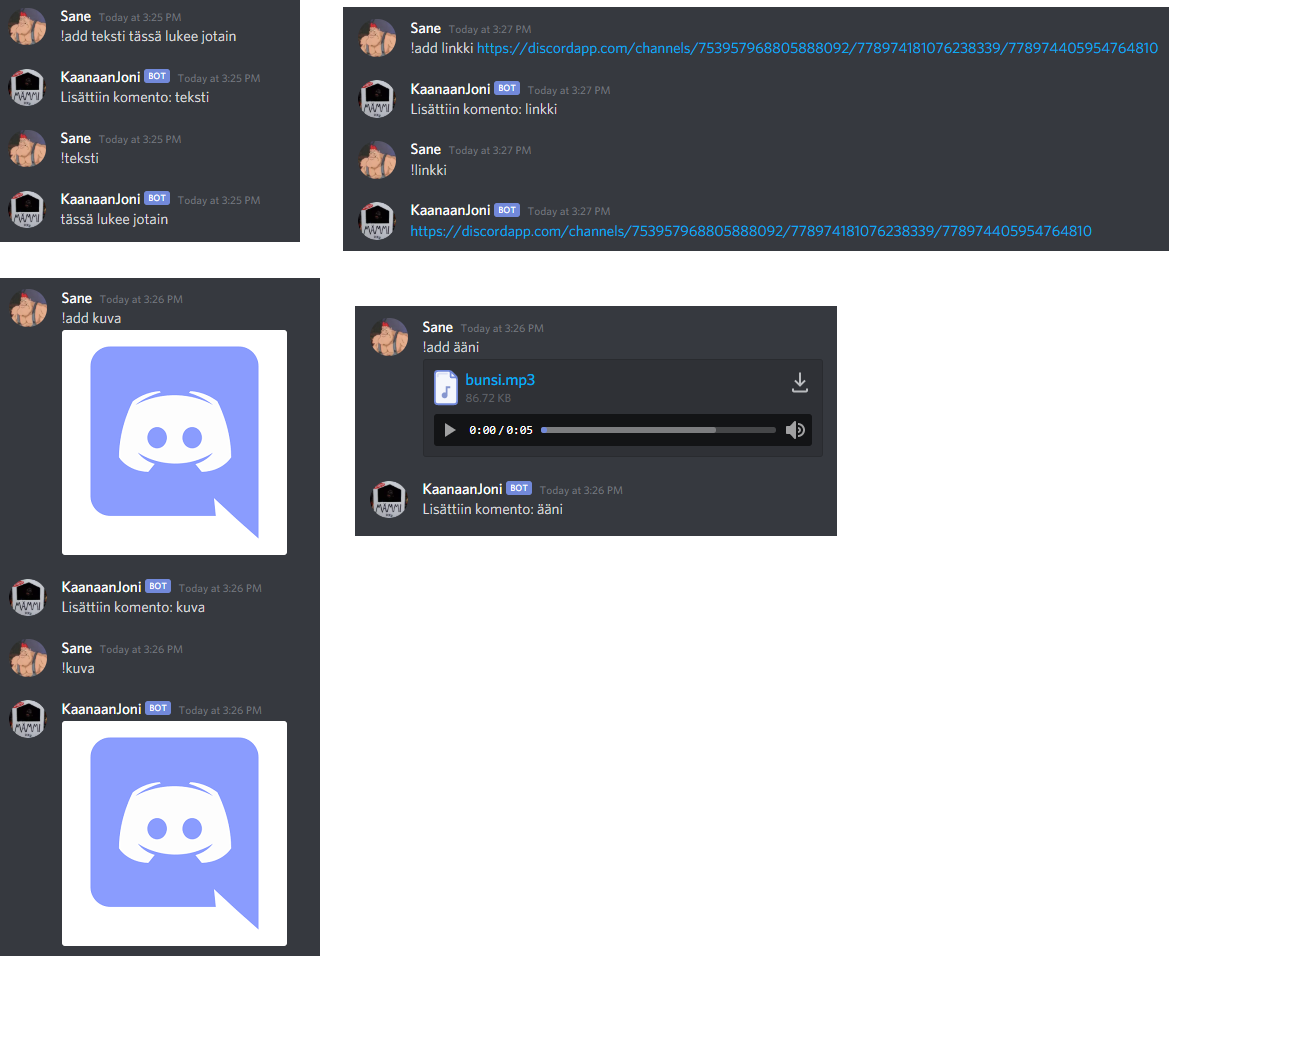 Sane Today at 3:25 PM
!add teksti tässä lukee jotain
KaanaanJoni BOT Today at 3:25 PM
Lisättiin komento: teksti
Sane Today at 3:25 PM
!teksti
KaanaanJoni BOT Today at 3:25 PM
tässä lukee jotain
Sane Today at 3:27 PM
!add linkki https://discordapp.com/channels/753957968805888092/778974181076238339/778974405954764810
KaanaanJoni BOT Today at 3:27 PM
Lisättiin komento: linkki
Sane Today at 3:27 PM
!linkki
KaanaanJoni BOT Today at 3:27 PM
https://discordapp.com/channels/753957968805888092/778974181076238339/778974405954764810
Sane Today at 3:26 PM
!add kuva
KaanaanJoni BOT Today at 3:26 PM
Lisättiin komento: kuva
Sane Today at 3:26 PM
!kuva
KaanaanJoni BOT Today at 3:26 PM
Sane Today at 3:26 PM
!add ääni
bunsi.mp3
86.72 KB
0:00 / 0:05
KaanaanJoni BOT Today at 3:26 PM
Lisättiin komento: ääni